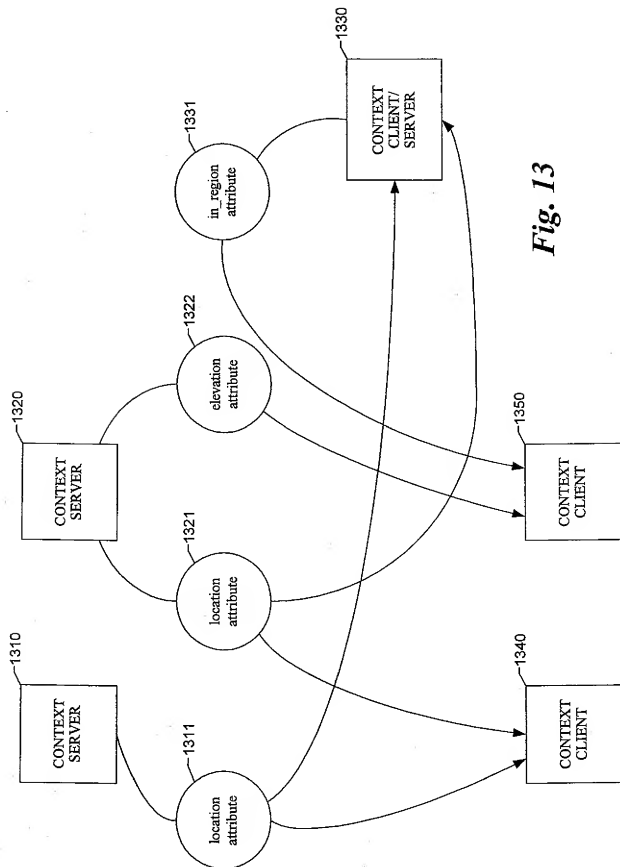 1310
CONTEXT
SERVER
1320
CONTEXT
SERVER
1311
location
attribute
1321
location
attribute
1322
elevation
attribute
1331
in_region
attribute
1330
CONTEXT
CLIENT/
SERVER
1340
CONTEXT
CLIENT
1350
CONTEXT
CLIENT
Fig. 13